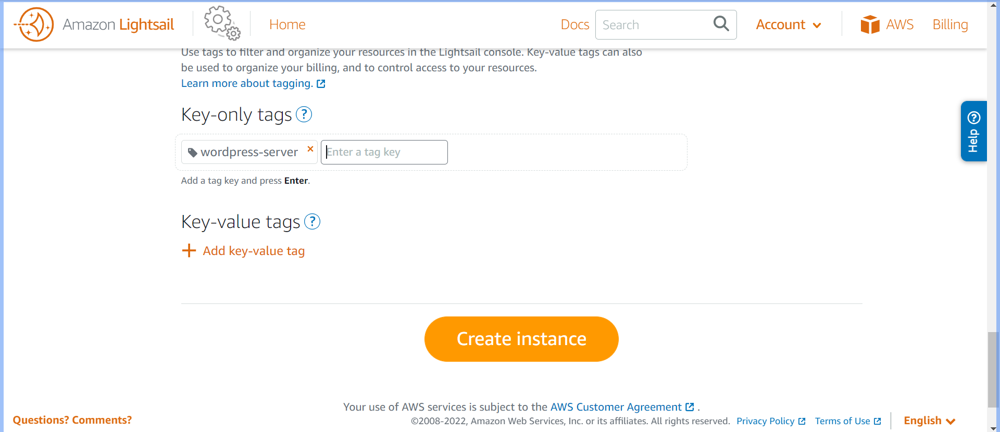 Amazon Lightsail
Home
Docs
Search
Account
AWS
Billing
Use tags to filter and organize your resources in the Lightsail console. Key-value tags can also
be used to organize your billing, and to control access to your resources.
Learn more about tagging.
Help
Key-only tags ?
wordpress-server ×
Enter a tag key
Add a tag key and press Enter.
Key-value tags ?
+ Add key-value tag
Create instance
Your use of AWS services is subject to the AWS Customer Agreement .
Questions? Comments?
©2008-2022, Amazon Web Services, Inc. or its affiliates. All rights reserved. Privacy Policy Terms of Use
English